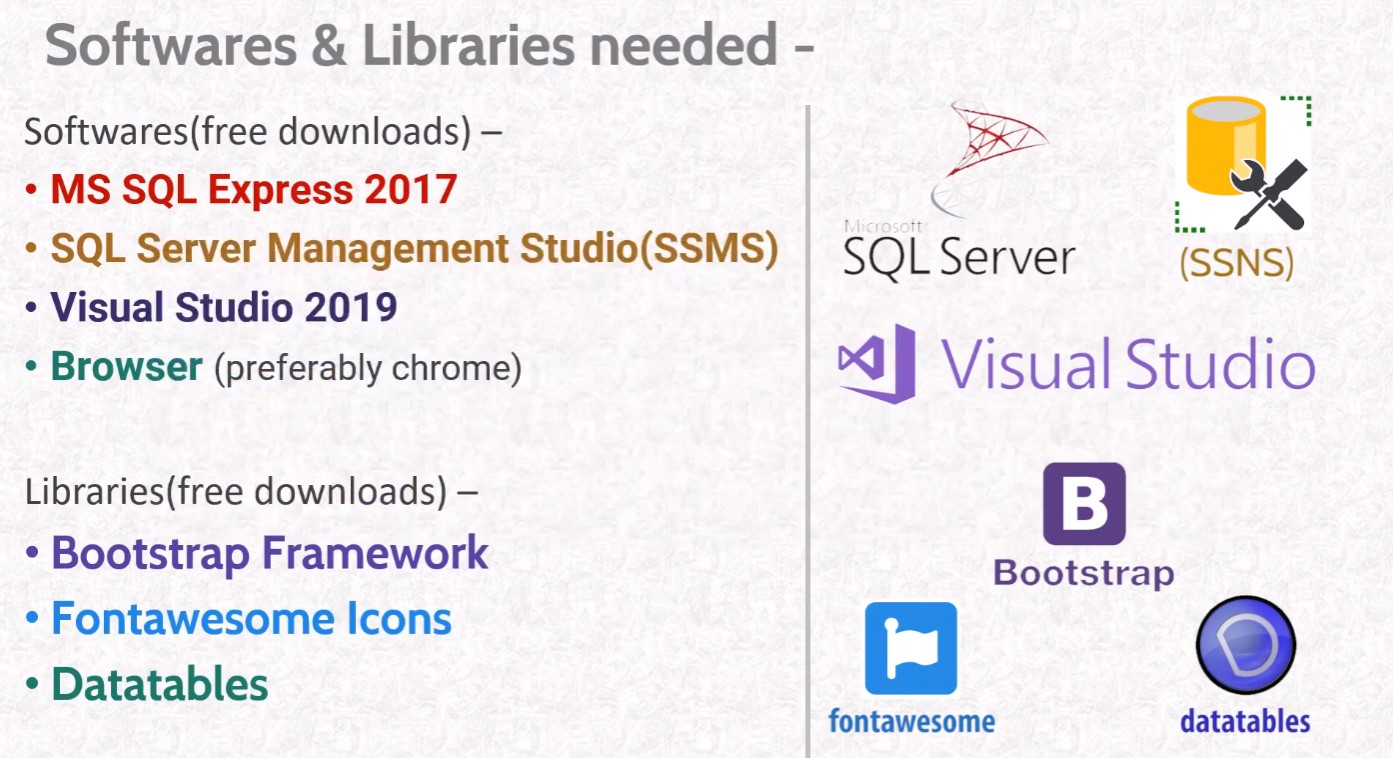 Softwares & Libraries needed -
Softwares(free downloads) –
• MS SQL Express 2017
• SQL Server Management Studio(SSMS)
• Visual Studio 2019
• Browser (preferably chrome)
Libraries(free downloads) –
• Bootstrap Framework
• Fontawesome Icons
• Datatables
Microsoft
SQL Server
(SSNS)
Visual Studio
B
Bootstrap
fontawesome
datatables